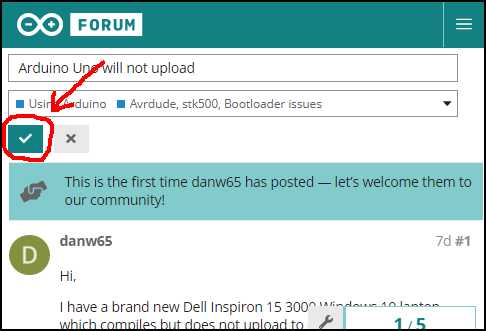 FORUM
Arduino Uno will not upload
Using Arduino Avrdude, stk500, Bootloader issues
This is the first time danw65 has posted — let's welcome them to
our community!
D danw65 7d #1
Hi,
I have a brand new Dell Inspiron 15 3000 Windows 10 laptop
which compiles but does not upload to
1 / 5